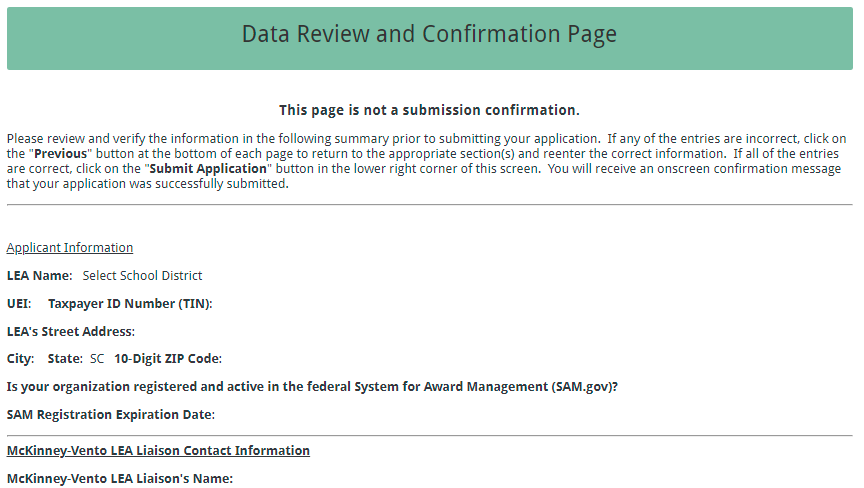 Data Review and Confirmation Page
This page is not a submission confirmation.
Please review and verify the information in the following summary prior to submitting your application.  If any of the entries are incorrect, click on
the "Previous" button at the bottom of each page to return to the appropriate section(s) and reenter the correct information.  If all of the entries
are correct, click on the "Submit Application" button in the lower right corner of this screen.  You will receive an onscreen confirmation message
that your application was successfully submitted.
Applicant Information
LEA Name:   Select School District
UEI:     Taxpayer ID Number (TIN):
LEA's Street Address:
City:    State:  SC   10-Digit ZIP Code:
Is your organization registered and active in the federal System for Award Management (SAM.gov)?
SAM Registration Expiration Date:
McKinney-Vento LEA Liaison Contact Information
McKinney-Vento LEA Liaison's Name: